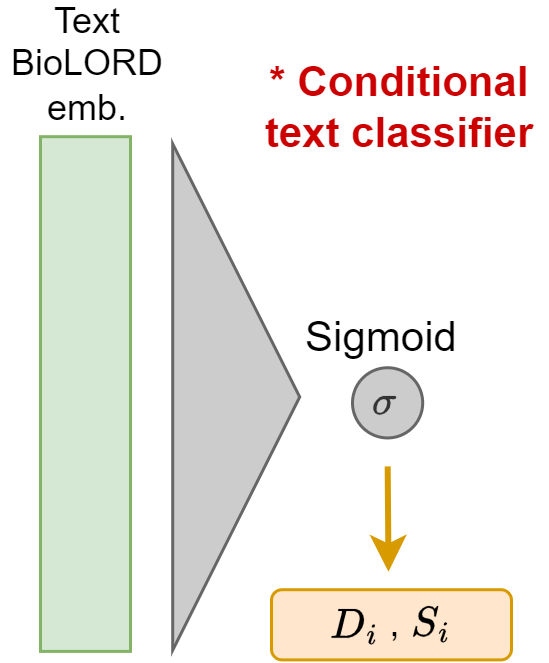 Text
BioLORD
emb.
* Conditional
text classifier
Sigmoid
σ
D_i , S_i